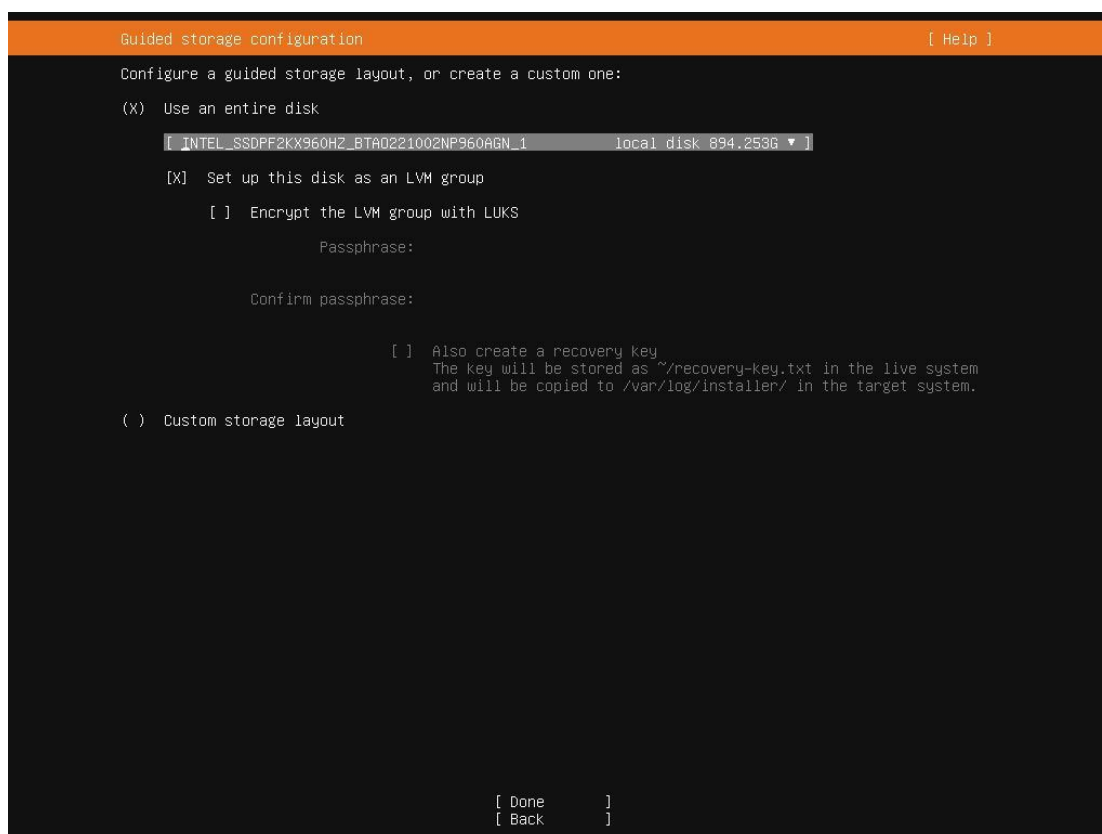 Guided storage configuration [ Help ]
Configure a guided storage layout, or create a custom one:
(X) Use an entire disk
[ INTEL_SSDPF2KX960HZ_BTAO221002NP960AGN_1 local disk 894.253G ▾ ]
[X] Set up this disk as an LVM group
[ ] Encrypt the LVM group with LUKS
Passphrase:
Confirm passphrase:
[ ] Also create a recovery key
The key will be stored as ~/recovery-key.txt in the live system
and will be copied to /var/log/installer/ in the target system.
( ) Custom storage layout
[ Done ]
[ Back ]